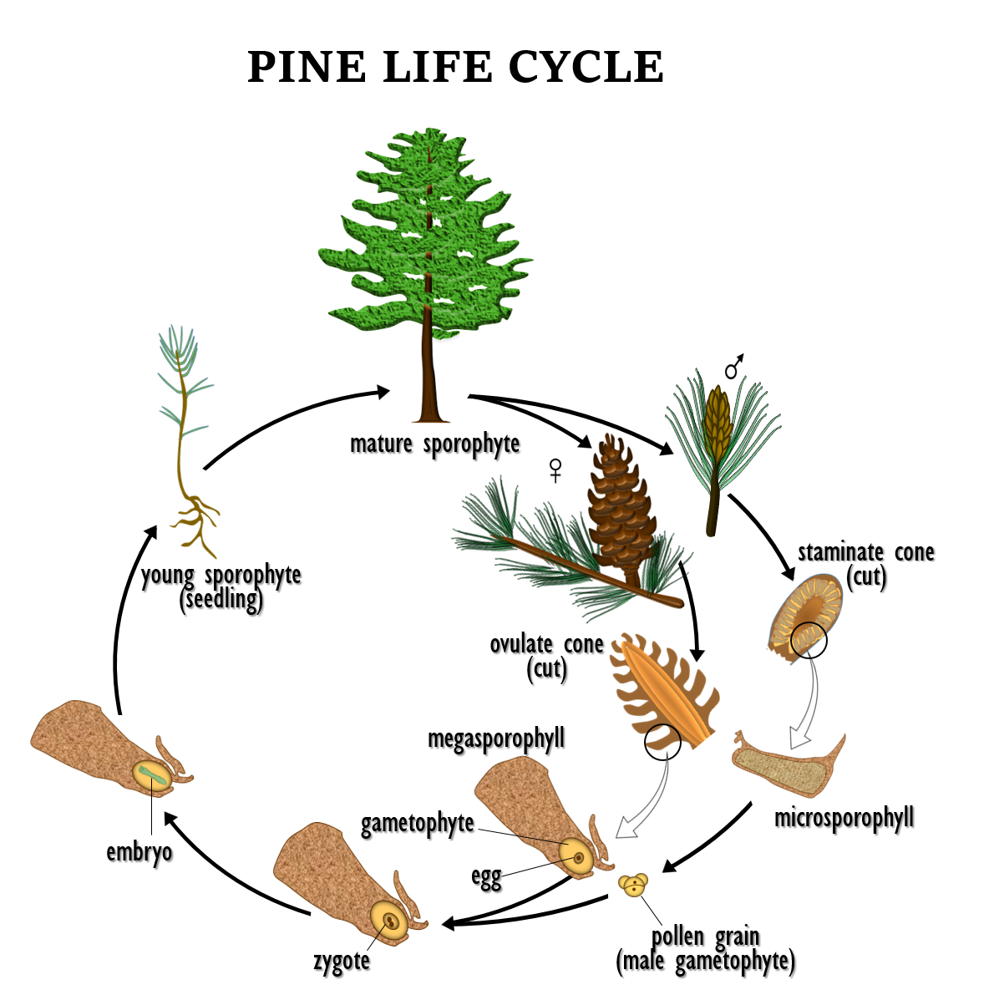 PINE LIFE CYCLE
♂
mature sporophyte
♀
staminate cone
(cut)
young sporophyte
(seedling)
ovulate cone
(cut)
megasporophyll
microsporophyll
gametophyte
embryo
egg
pollen grain
(male gametophyte)
zygote